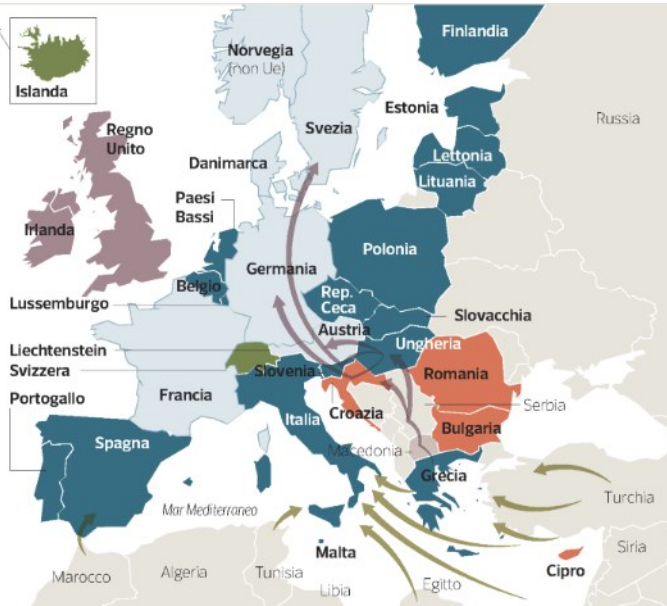 Islanda
Norvegia
(non Ue)
Finlandia
Svezia
Estonia
Russia
Regno
Unito
Danimarca
Lettonia
Lituania
Paesi
Bassi
Irlanda
Polonia
Germania
Belgio
Rep.
Ceca
Lussemburgo
Slovacchia
Austria
Ungheria
Liechtenstein
Svizzera
Slovenia
Romania
Portogallo
Francia
Croazia
Serbia
Italia
Bulgaria
Spagna
Macedonia
Grecia
Turchia
Mar Mediterraneo
Siria
Malta
Cipro
Marocco
Algeria
Tunisia
Libia
Egitto